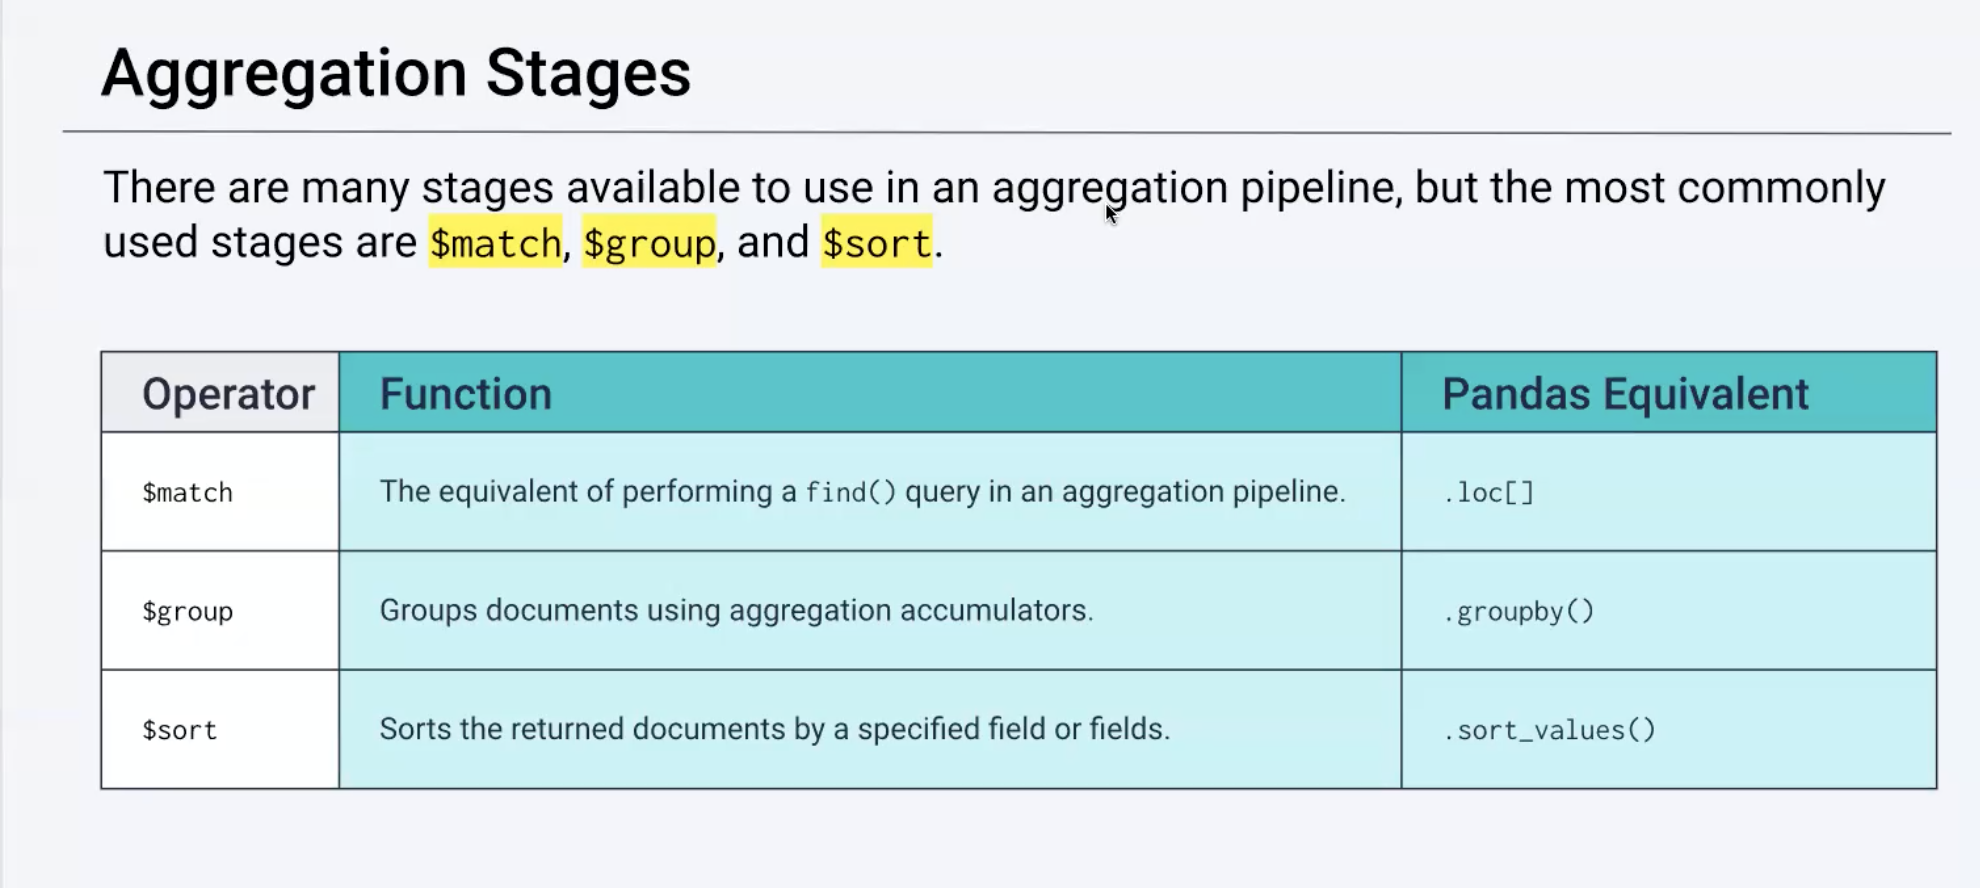 Aggregation Stages
There are many stages available to use in an aggregation pipeline, but the most commonly
used stages are $match, $group, and $sort.
Operator Function Pandas Equivalent
$match The equivalent of performing a find() query in an aggregation pipeline. .loc[]
$group Groups documents using aggregation accumulators. .groupby()
$sort Sorts the returned documents by a specified field or fields. .sort_values()